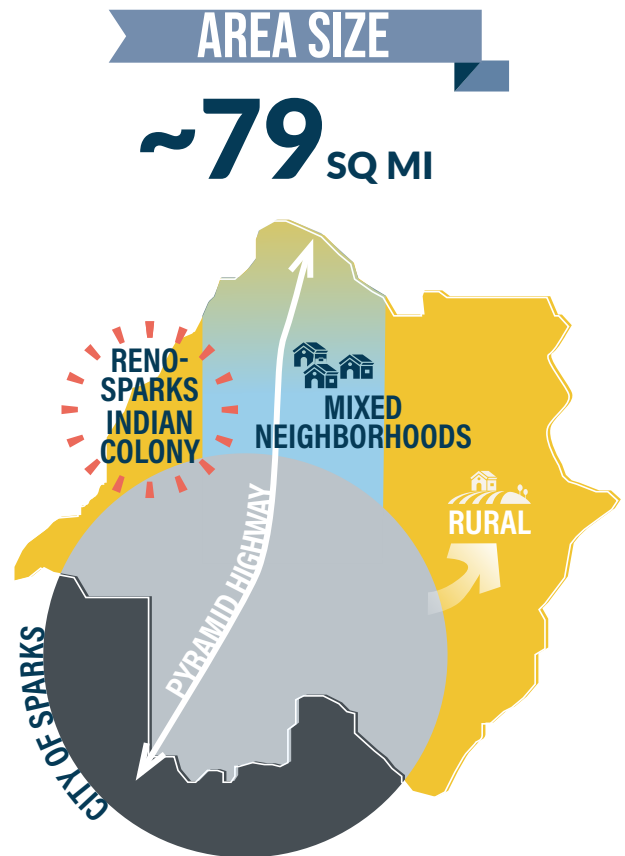 AREA SIZE
~79 SQ MI
RENO-
SPARKS
INDIAN
COLONY
MIXED
NEIGHBORHOODS
RURAL
PYRAMID HIGHWAY
CITY OF SPARKS